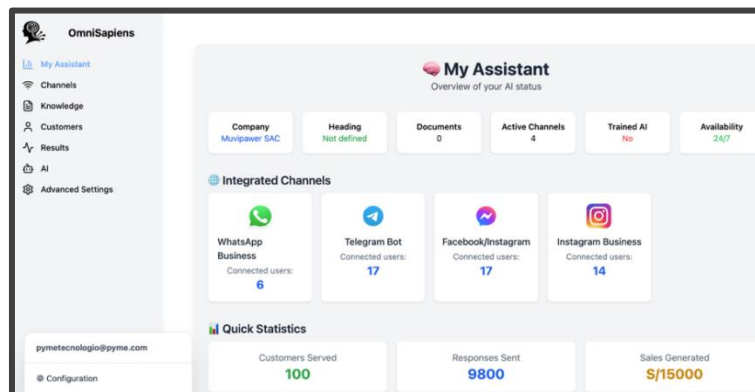 OmniSapiens
My Assistant
Channels
Knowledge
Customers
Results
AI
Advanced Settings
pymetecnologio@pyme.com
Configuration
My Assistant
Overview of your AI status
Company
Muvipawer SAC
Heading
Not defined
Documents
0
Active Channels
4
Trained AI
No
Availability
24/7
Integrated Channels
WhatsApp
Business
Connected users:
6
Telegram Bot
Connected users:
17
Facebook/Instagram
Connected users:
17
Instagram Business
Connected users:
14
Quick Statistics
Customers Served
100
Responses Sent
9800
Sales Generated
S/15000